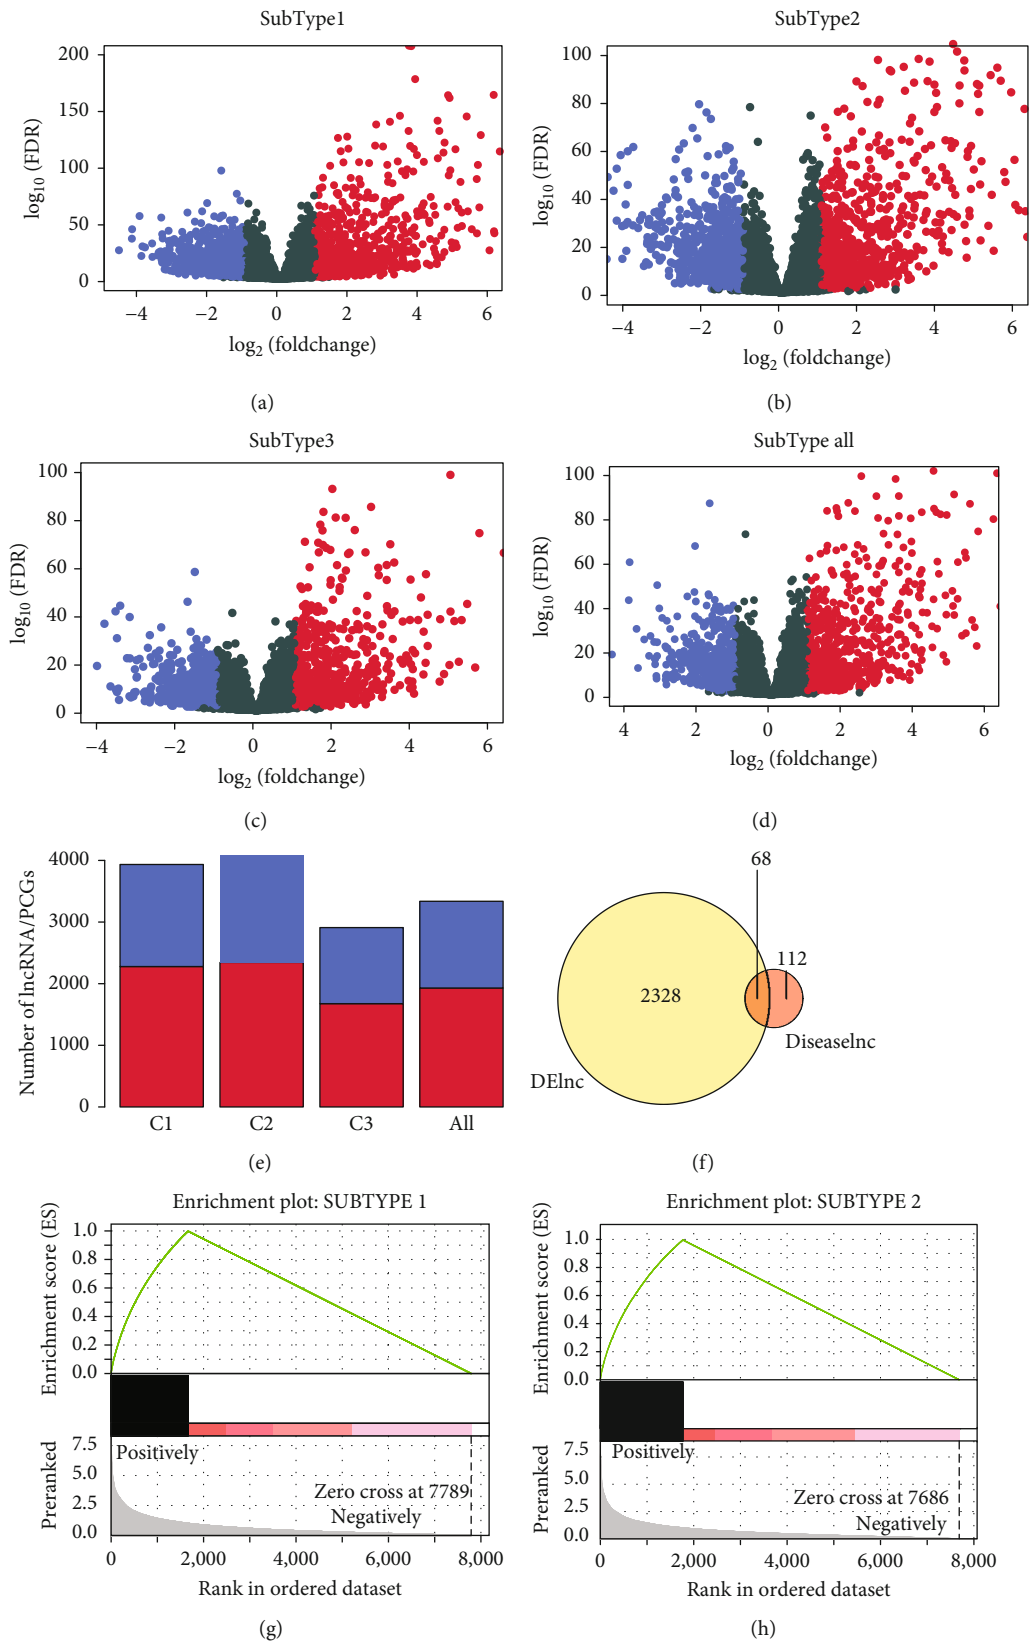 SubType1
200
150
100
50
0
log10 (FDR)
−4 −2 0 2 4 6
log2 (foldchange)
(a)
SubType2
100
80
60
40
20
0
log10 (FDR)
−4 −2 0 2 4 6
log2 (foldchange)
(b)
SubType3
100
80
60
40
20
0
log10 (FDR)
−4 −2 0 2 4 6
log2 (foldchange)
(c)
SubType all
100
80
60
40
20
0
log10 (FDR)
4 −2 0 2 4 6
log2 (foldchange)
(d)
4000
3000
2000
1000
0
Number of lncRNA/PCGs
C1 C2 C3 All
(e)
68
112
2328
Diseaselnc
DElnc
(f)
Enrichment plot: SUBTYPE 1
1.0
0.8
0.6
0.4
0.2
0.0
Enrichment score (ES)
7.5
5.0
2.5
0.0
Preranked
Positively
Zero cross at 7789
Negatively
0 2,000 4,000 6,000 8,000
Rank in ordered dataset
(g)
Enrichment plot: SUBTYPE 2
1.0
0.8
0.6
0.4
0.2
0.0
Enrichment score (ES)
7.5
5.0
2.5
0.0
Preranked
Positively
Zero cross at 7686
Negatively
0 2,000 4,000 6,000 8,000
Rank in ordered dataset
(h)